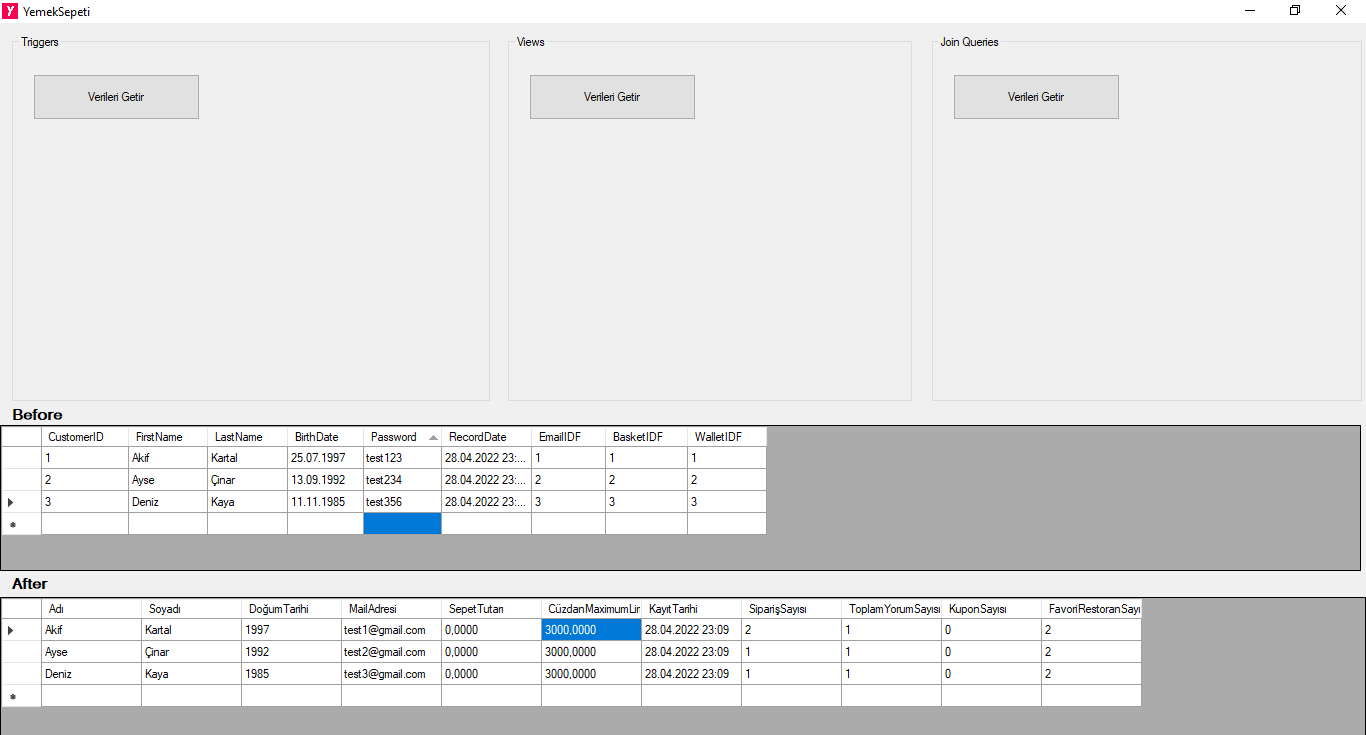 YemekSepeti
Triggers Views Join Queries
Verileri Getir Verileri Getir Verileri Getir
Before
CustomerID FirstName LastName BirthDate Password RecordDate EmailIDF BasketIDF WalletIDF
1 Akif Kartal 25.07.1997 test123 28.04.2022 23:... 1 1 1
2 Ayse Çinar 13.09.1992 test234 28.04.2022 23:... 2 2 2
3 Deniz Kaya 11.11.1985 test356 28.04.2022 23:... 3 3 3
After
Adı Soyadı DoğumTarihi MailAdresi SepetTutarı CüzdanMaximumLir KayıtTarihi SiparişSayısı ToplamYorumSayısı KuponSayısı FavoriRestoranSayı
Akif Kartal 1997 test1@gmail.com 0,0000 3000,0000 28.04.2022 23:09 2 1 0 2
Ayse Çinar 1992 test2@gmail.com 0,0000 3000,0000 28.04.2022 23:09 1 1 0 2
Deniz Kaya 1985 test3@gmail.com 0,0000 3000,0000 28.04.2022 23:09 1 1 0 2